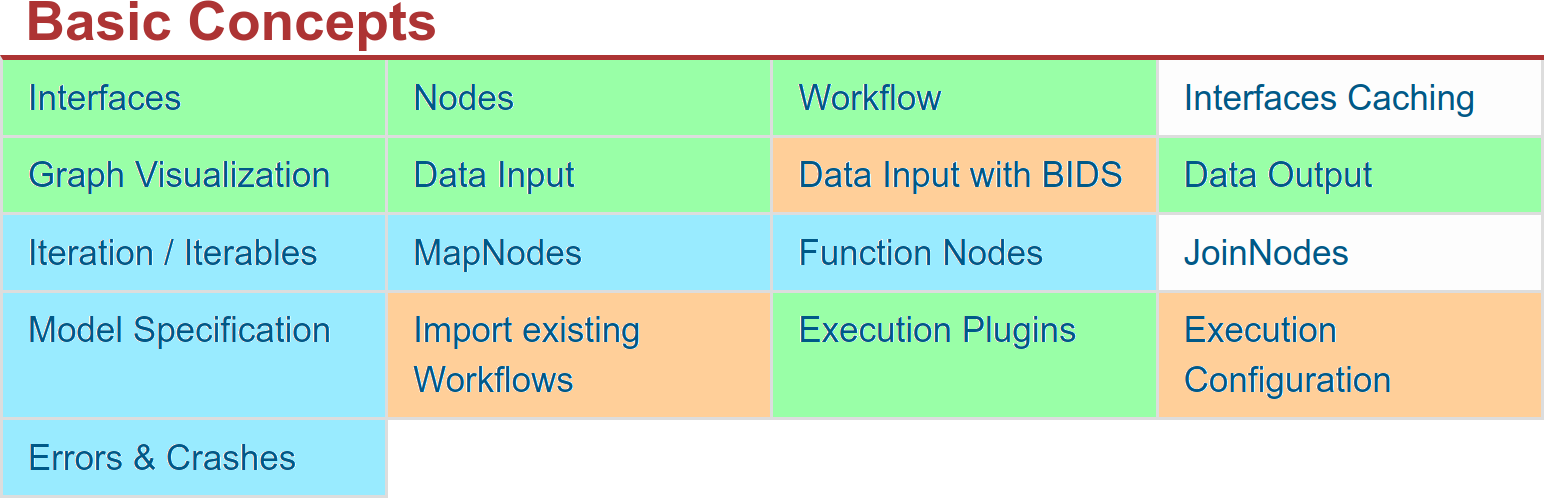 Basic Concepts
Interfaces
Nodes
Workflow
Interfaces Caching
Graph Visualization
Data Input
Data Input with BIDS
Data Output
Iteration / Iterables
MapNodes
Function Nodes
JoinNodes
Model Specification
Import existing
Workflows
Execution Plugins
Execution
Configuration
Errors & Crashes